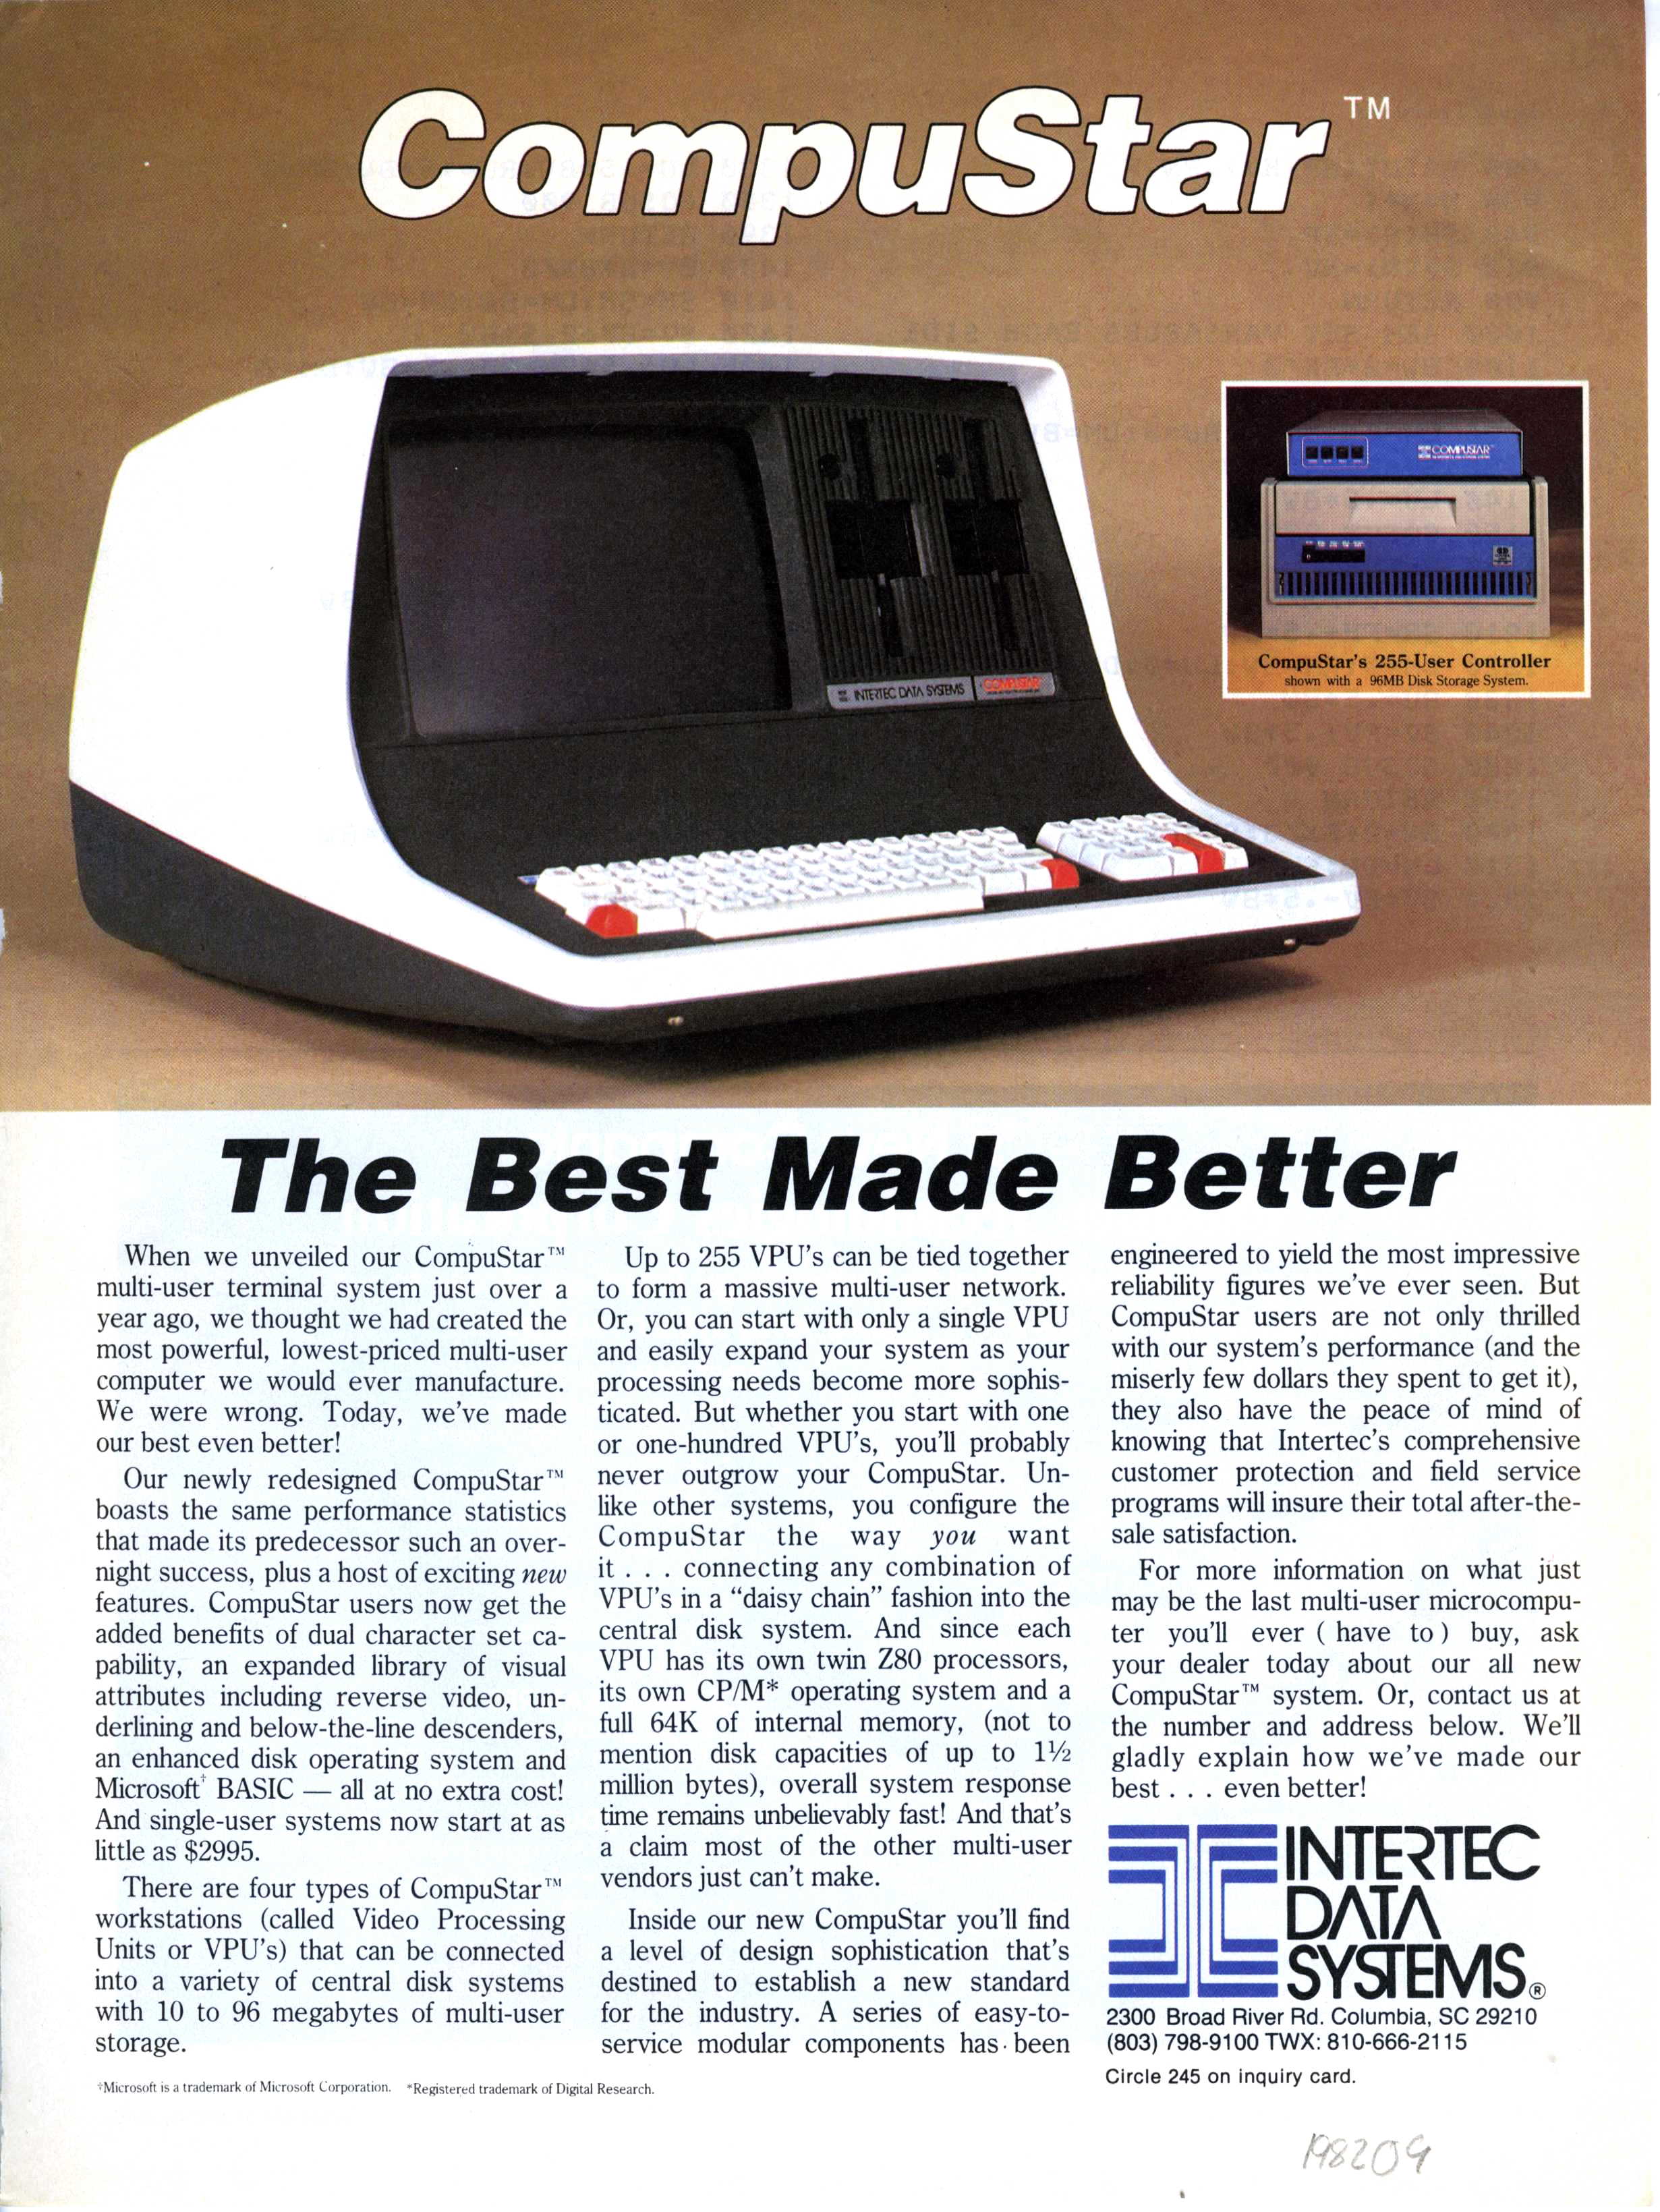 CompuStar™
COMPUSTAR™
CompuStar's 255-User Controller
shown with a 96MB Disk Storage System.
INTERTEC DATA SYSTEMS COMPUSTAR
The Best Made Better
When we unveiled our CompuStar™
multi-user terminal system just over a
year ago, we thought we had created the
most powerful, lowest-priced multi-user
computer we would ever manufacture.
We were wrong. Today, we've made
our best even better!
Our newly redesigned CompuStar™
boasts the same performance statistics
that made its predecessor such an over-
night success, plus a host of exciting new
features. CompuStar users now get the
added benefits of dual character set ca-
pability, an expanded library of visual
attributes including reverse video, un-
derlining and below-the-line descenders,
an enhanced disk operating system and
Microsoft† BASIC — all at no extra cost!
And single-user systems now start at as
little as $2995.
There are four types of CompuStar™
workstations (called Video Processing
Units or VPU's) that can be connected
into a variety of central disk systems
with 10 to 96 megabytes of multi-user
storage.
Up to 255 VPU's can be tied together
to form a massive multi-user network.
Or, you can start with only a single VPU
and easily expand your system as your
processing needs become more sophis-
ticated. But whether you start with one
or one-hundred VPU's, you'll probably
never outgrow your CompuStar. Un-
like other systems, you configure the
CompuStar the way you want
it . . . connecting any combination of
VPU's in a “daisy chain” fashion into the
central disk system. And since each
VPU has its own twin Z80 processors,
its own CP/M* operating system and a
full 64K of internal memory, (not to
mention disk capacities of up to 1½
million bytes), overall system response
time remains unbelievably fast! And that's
a claim most of the other multi-user
vendors just can't make.
Inside our new CompuStar you'll find
a level of design sophistication that's
destined to establish a new standard
for the industry. A series of easy-to-
service modular components has been
engineered to yield the most impressive
reliability figures we've ever seen. But
CompuStar users are not only thrilled
with our system's performance (and the
miserly few dollars they spent to get it),
they also have the peace of mind of
knowing that Intertec's comprehensive
customer protection and field service
programs will insure their total after-the-
sale satisfaction.
For more information on what just
may be the last multi-user microcompu-
ter you'll ever ( have to ) buy, ask
your dealer today about our all new
CompuStar™ system. Or, contact us at
the number and address below. We'll
gladly explain how we've made our
best . . . even better!
INTERTEC
DATA
SYSTEMS®
2300 Broad River Rd. Columbia, SC 29210
(803) 798-9100 TWX: 810-666-2115
Circle 245 on inquiry card.
†Microsoft is a trademark of Microsoft Corporation. *Registered trademark of Digital Research.
198209